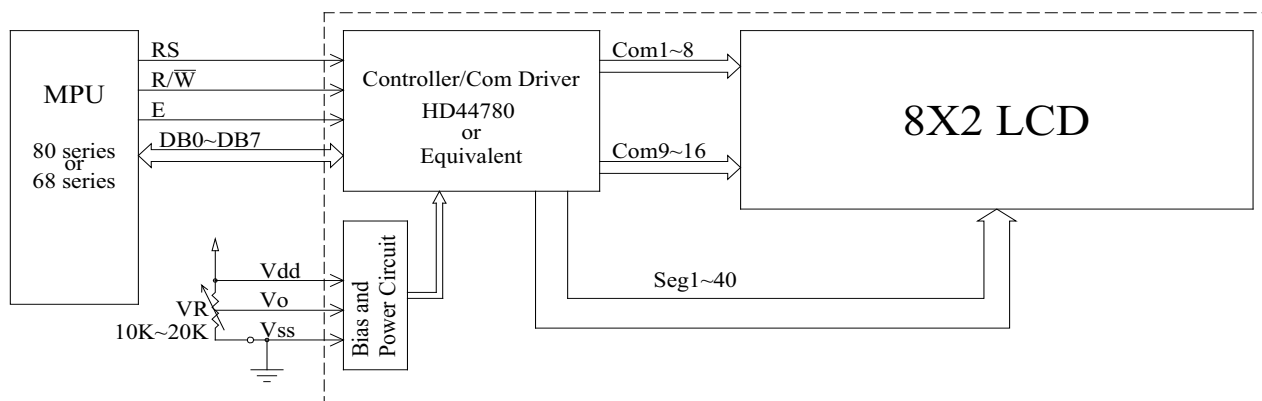 MPU
80 series
or
68 series
RS
R/W̅
E
DB0~DB7
Controller/Com Driver
HD44780
or
Equivalent
Com1~8
Com9~16
8X2 LCD
Seg1~40
Vdd
Vo
Vss
VR
10K~20K
Bias and
Power Circuit